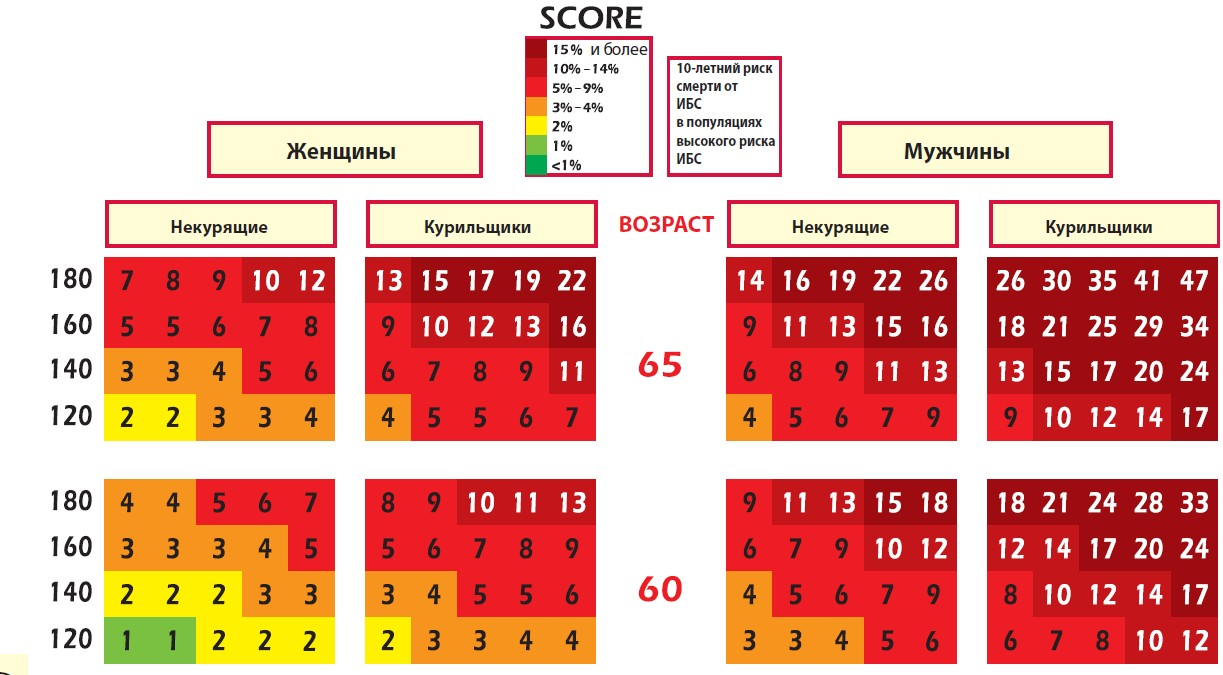 SCORE
15% и более
10%–14%
5%–9%
3%–4%
2%
1%
<1%
10-летний риск
смерти от
ИБС
в популяциях
высокого риска
ИБС
Женщины
Мужчины
Некурящие
Курильщики
ВОЗРАСТ
Некурящие
Курильщики
180 7 8 9 10 12 13 15 17 19 22 14 16 19 22 26 26 30 35 41 47
160 5 5 6 7 8 9 10 12 13 16 9 11 13 15 16 18 21 25 29 34
140 3 3 4 5 6 6 7 8 9 11 65 6 8 9 11 13 13 15 17 20 24
120 2 2 3 3 4 4 5 5 6 7 4 5 6 7 9 9 10 12 14 17
180 4 4 5 6 7 8 9 10 11 13 9 11 13 15 18 18 21 24 28 33
160 3 3 3 4 5 5 6 7 8 9 6 7 9 10 12 12 14 17 20 24
140 2 2 2 3 3 3 4 5 5 6 60 4 5 6 7 9 8 10 12 14 17
120 1 1 2 2 2 2 3 3 4 4 3 3 4 5 6 6 7 8 10 12